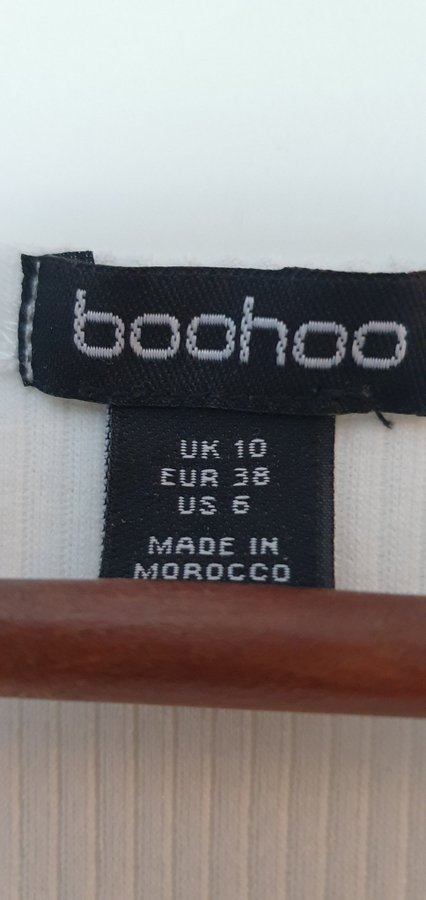 boohoo
UK 10
EUR 38
US 6
MADE IN
MOROCCO